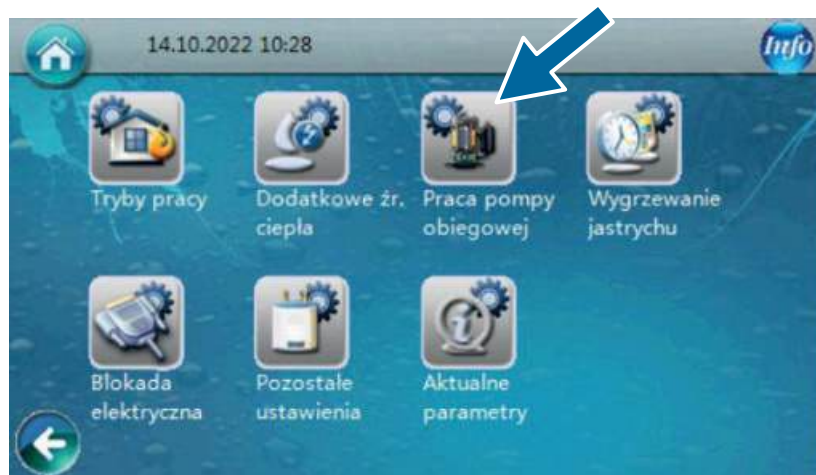 14.10.2022 10:28
Info
Tryby pracy
Dodatkowe źr.
ciepła
Praca pompy
obiegowej
Wygrzewanie
jastrychu
Blokada
elektryczna
Pozostałe
ustawienia
Aktualne
parametry